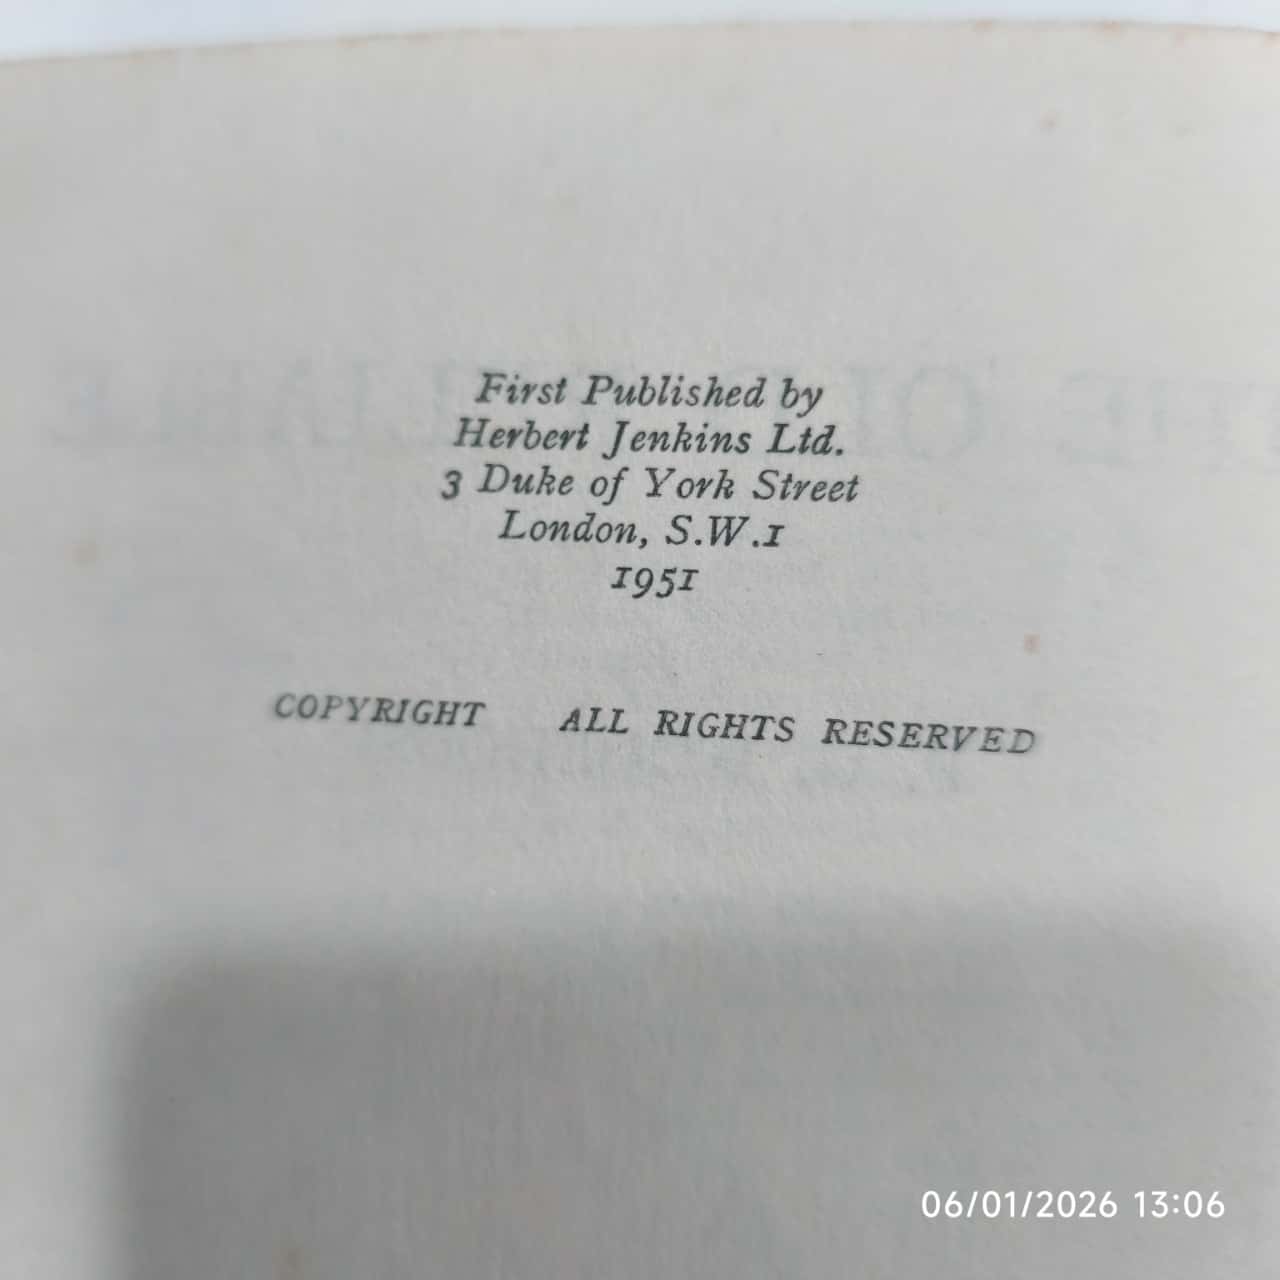 First Published by
Herbert Jenkins Ltd.
3 Duke of York Street
London, S.W.1
1951
COPYRIGHT ALL RIGHTS RESERVED
06/01/2026 13:06